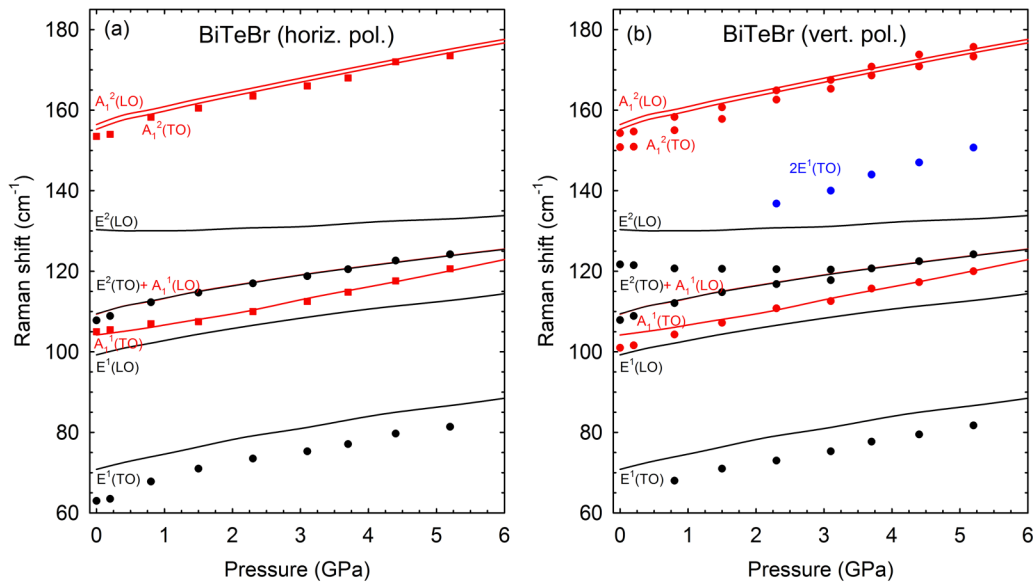 (a) BiTeBr (horiz. pol.)
A₁²(LO)
A₁²(TO)
E²(LO)
E²(TO)+ A₁¹(LO)
A₁¹(TO)
E¹(LO)
E¹(TO)
180
160
140
120
100
80
60
0 1 2 3 4 5 6
Raman shift (cm⁻¹)
Pressure (GPa)
(b) BiTeBr (vert. pol.)
A₁²(LO)
A₁²(TO)
2E¹(TO)
E²(LO)
E²(TO)+ A₁¹(LO)
A₁¹(TO)
E¹(LO)
E¹(TO)
180
160
140
120
100
80
60
0 1 2 3 4 5 6
Raman shift (cm⁻¹)
Pressure (GPa)